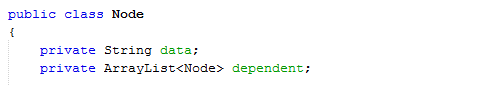 public class Node
{
private String data;
private ArrayList<Node> dependent;